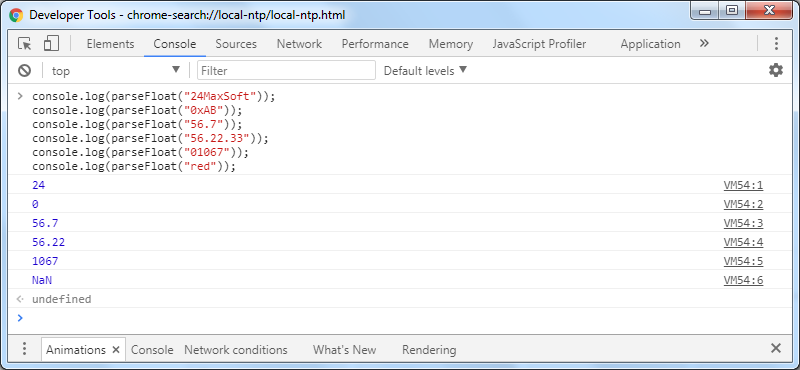 Developer Tools - chrome-search://local-ntp/local-ntp.html
Elements Console Sources Network Performance Memory JavaScript Profiler Application »
top Filter Default levels
console.log(parseFloat("24MaxSoft"));
console.log(parseFloat("0xAB"));
console.log(parseFloat("56.7"));
console.log(parseFloat("56.22.33"));
console.log(parseFloat("01067"));
console.log(parseFloat("red"));
24 VM54:1
0 VM54:2
56.7 VM54:3
56.22 VM54:4
1067 VM54:5
NaN VM54:6
undefined
Animations Console Network conditions What's New Rendering